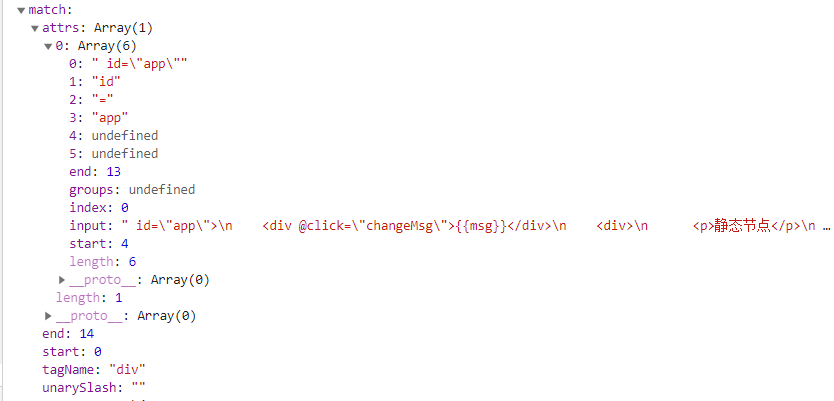 match:
attrs: Array(1)
0: Array(6)
0: " id=\"app\""
1: "id"
2: "="
3: "app"
4: undefined
5: undefined
end: 13
groups: undefined
index: 0
input: " id=\"app\">\n    <div @click=\"changeMsg\">{{msg}}</div>\n    <div>\n      <p>静态节点</p>\n …
start: 4
length: 6
__proto__: Array(0)
length: 1
__proto__: Array(0)
end: 14
start: 0
tagName: "div"
unarySlash: ""